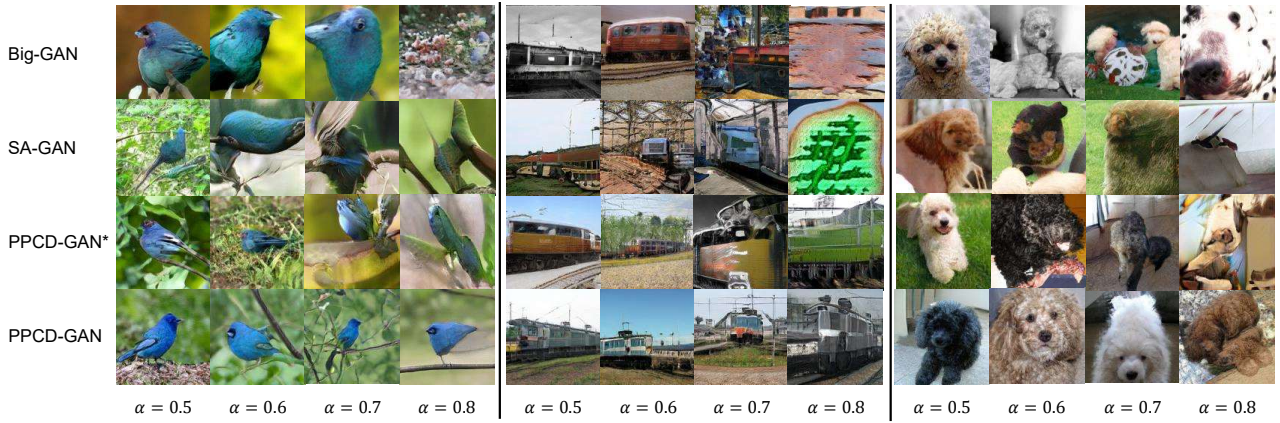 Big-GAN
SA-GAN
PPCD-GAN*
PPCD-GAN
α = 0.5 α = 0.6 α = 0.7 α = 0.8 α = 0.5 α = 0.6 α = 0.7 α = 0.8 α = 0.5 α = 0.6 α = 0.7 α = 0.8